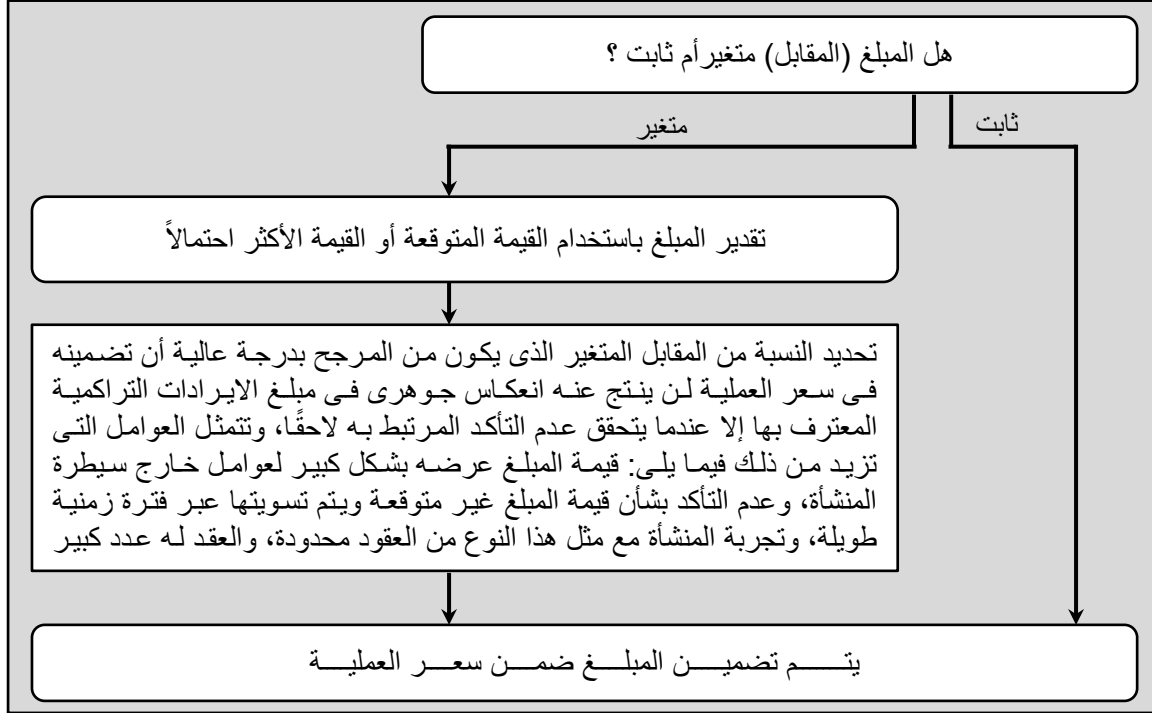 هل المبلغ (المقابل) متغير أم ثابت ؟
ثابت
متغير
تقدير المبلغ باستخدام القيمة المتوقعة أو القيمة الأكثر احتمالاً
تحديد النسبة من المقابل المتغير الذى يكون من المرجح بدرجة عالية أن تضمينه
فى سعر العملية لن ينتج عنه انعكاس جوهرى فى مبلغ الايرادات التراكمية
المعترف بها إلا عندما يتحقق عدم التأكد المرتبط به لاحقًا، وتتمثل العوامل التى
تزيد من ذلك فيما يلى: قيمة المبلغ عرضه بشكل كبير لعوامل خارج سيطرة
المنشأة، وعدم التأكد بشأن قيمة المبلغ غير متوقعة ويتم تسويتها عبر فترة زمنية
طويلة، وتجربة المنشأة مع مثل هذا النوع من العقود محدودة، والعقد له عدد كبير
يتم تضمين المبلغ ضمن سعر العملية